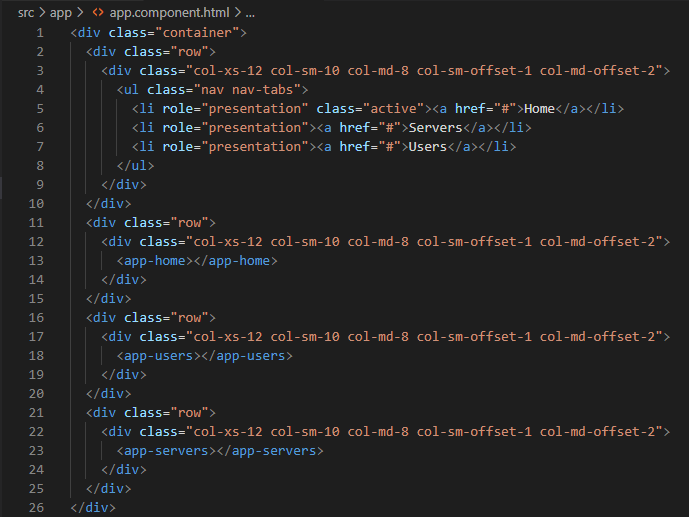 src > app > <> app.component.html > ...
1 <div class="container">
2 <div class="row">
3 <div class="col-xs-12 col-sm-10 col-md-8 col-sm-offset-1 col-md-offset-2">
4 <ul class="nav nav-tabs">
5 <li role="presentation" class="active"><a href="#">Home</a></li>
6 <li role="presentation"><a href="#">Servers</a></li>
7 <li role="presentation"><a href="#">Users</a></li>
8 </ul>
9 </div>
10 </div>
11 <div class="row">
12 <div class="col-xs-12 col-sm-10 col-md-8 col-sm-offset-1 col-md-offset-2">
13 <app-home></app-home>
14 </div>
15 </div>
16 <div class="row">
17 <div class="col-xs-12 col-sm-10 col-md-8 col-sm-offset-1 col-md-offset-2">
18 <app-users></app-users>
19 </div>
20 </div>
21 <div class="row">
22 <div class="col-xs-12 col-sm-10 col-md-8 col-sm-offset-1 col-md-offset-2">
23 <app-servers></app-servers>
24 </div>
25 </div>
26 </div>